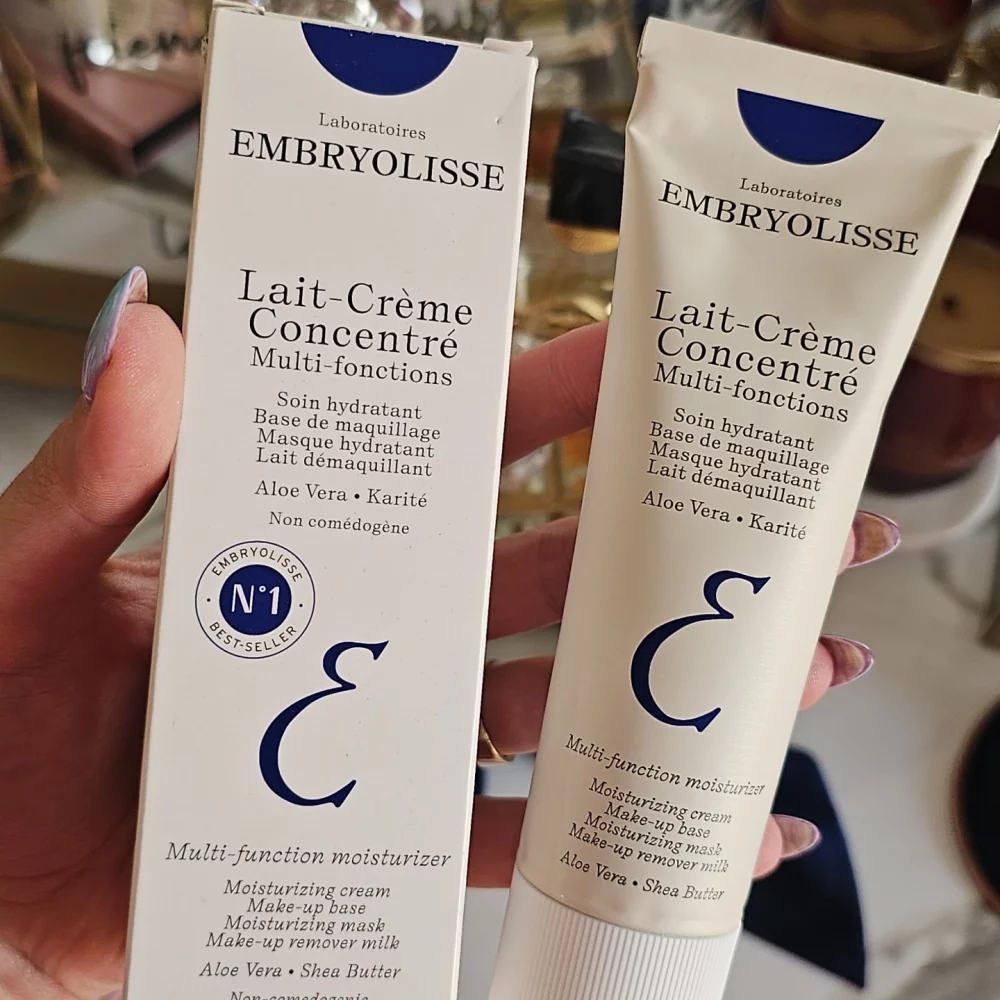 Laboratoires
EMBRYOLISSE
Lait-Crème
Concentré
Multi-fonctions
Soin hydratant
Base de maquillage
Masque hydratant
Lait démaquillant
Aloe Vera • Karité
Non comédogène
EMBRYOLISSE
N°1
BEST-SELLER
Multi-function moisturizer
Moisturizing cream
Make-up base
Moisturizing mask
Make-up remover milk
Aloe Vera • Shea Butter
Non-comedogenic
Laboratoires
EMBRYOLISSE
Lait-Crème
Concentré
Multi-fonctions
Soin hydratant
Base de maquillage
Masque hydratant
Lait démaquillant
Aloe Vera • Karité
Multi-function moisturizer
Moisturizing cream
Make-up base
Moisturizing mask
Make-up remover milk
Aloe Vera • Shea Butter